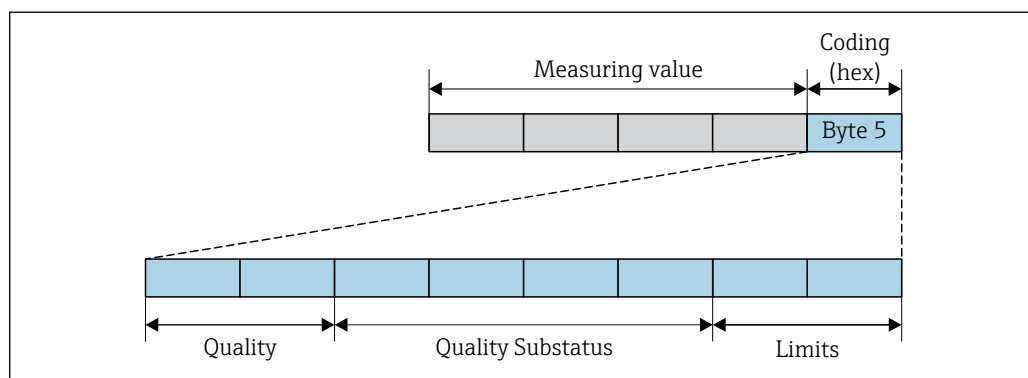 Coding
Measuring value
(hex)
Byte 5
Quality
Quality Substatus
Limits